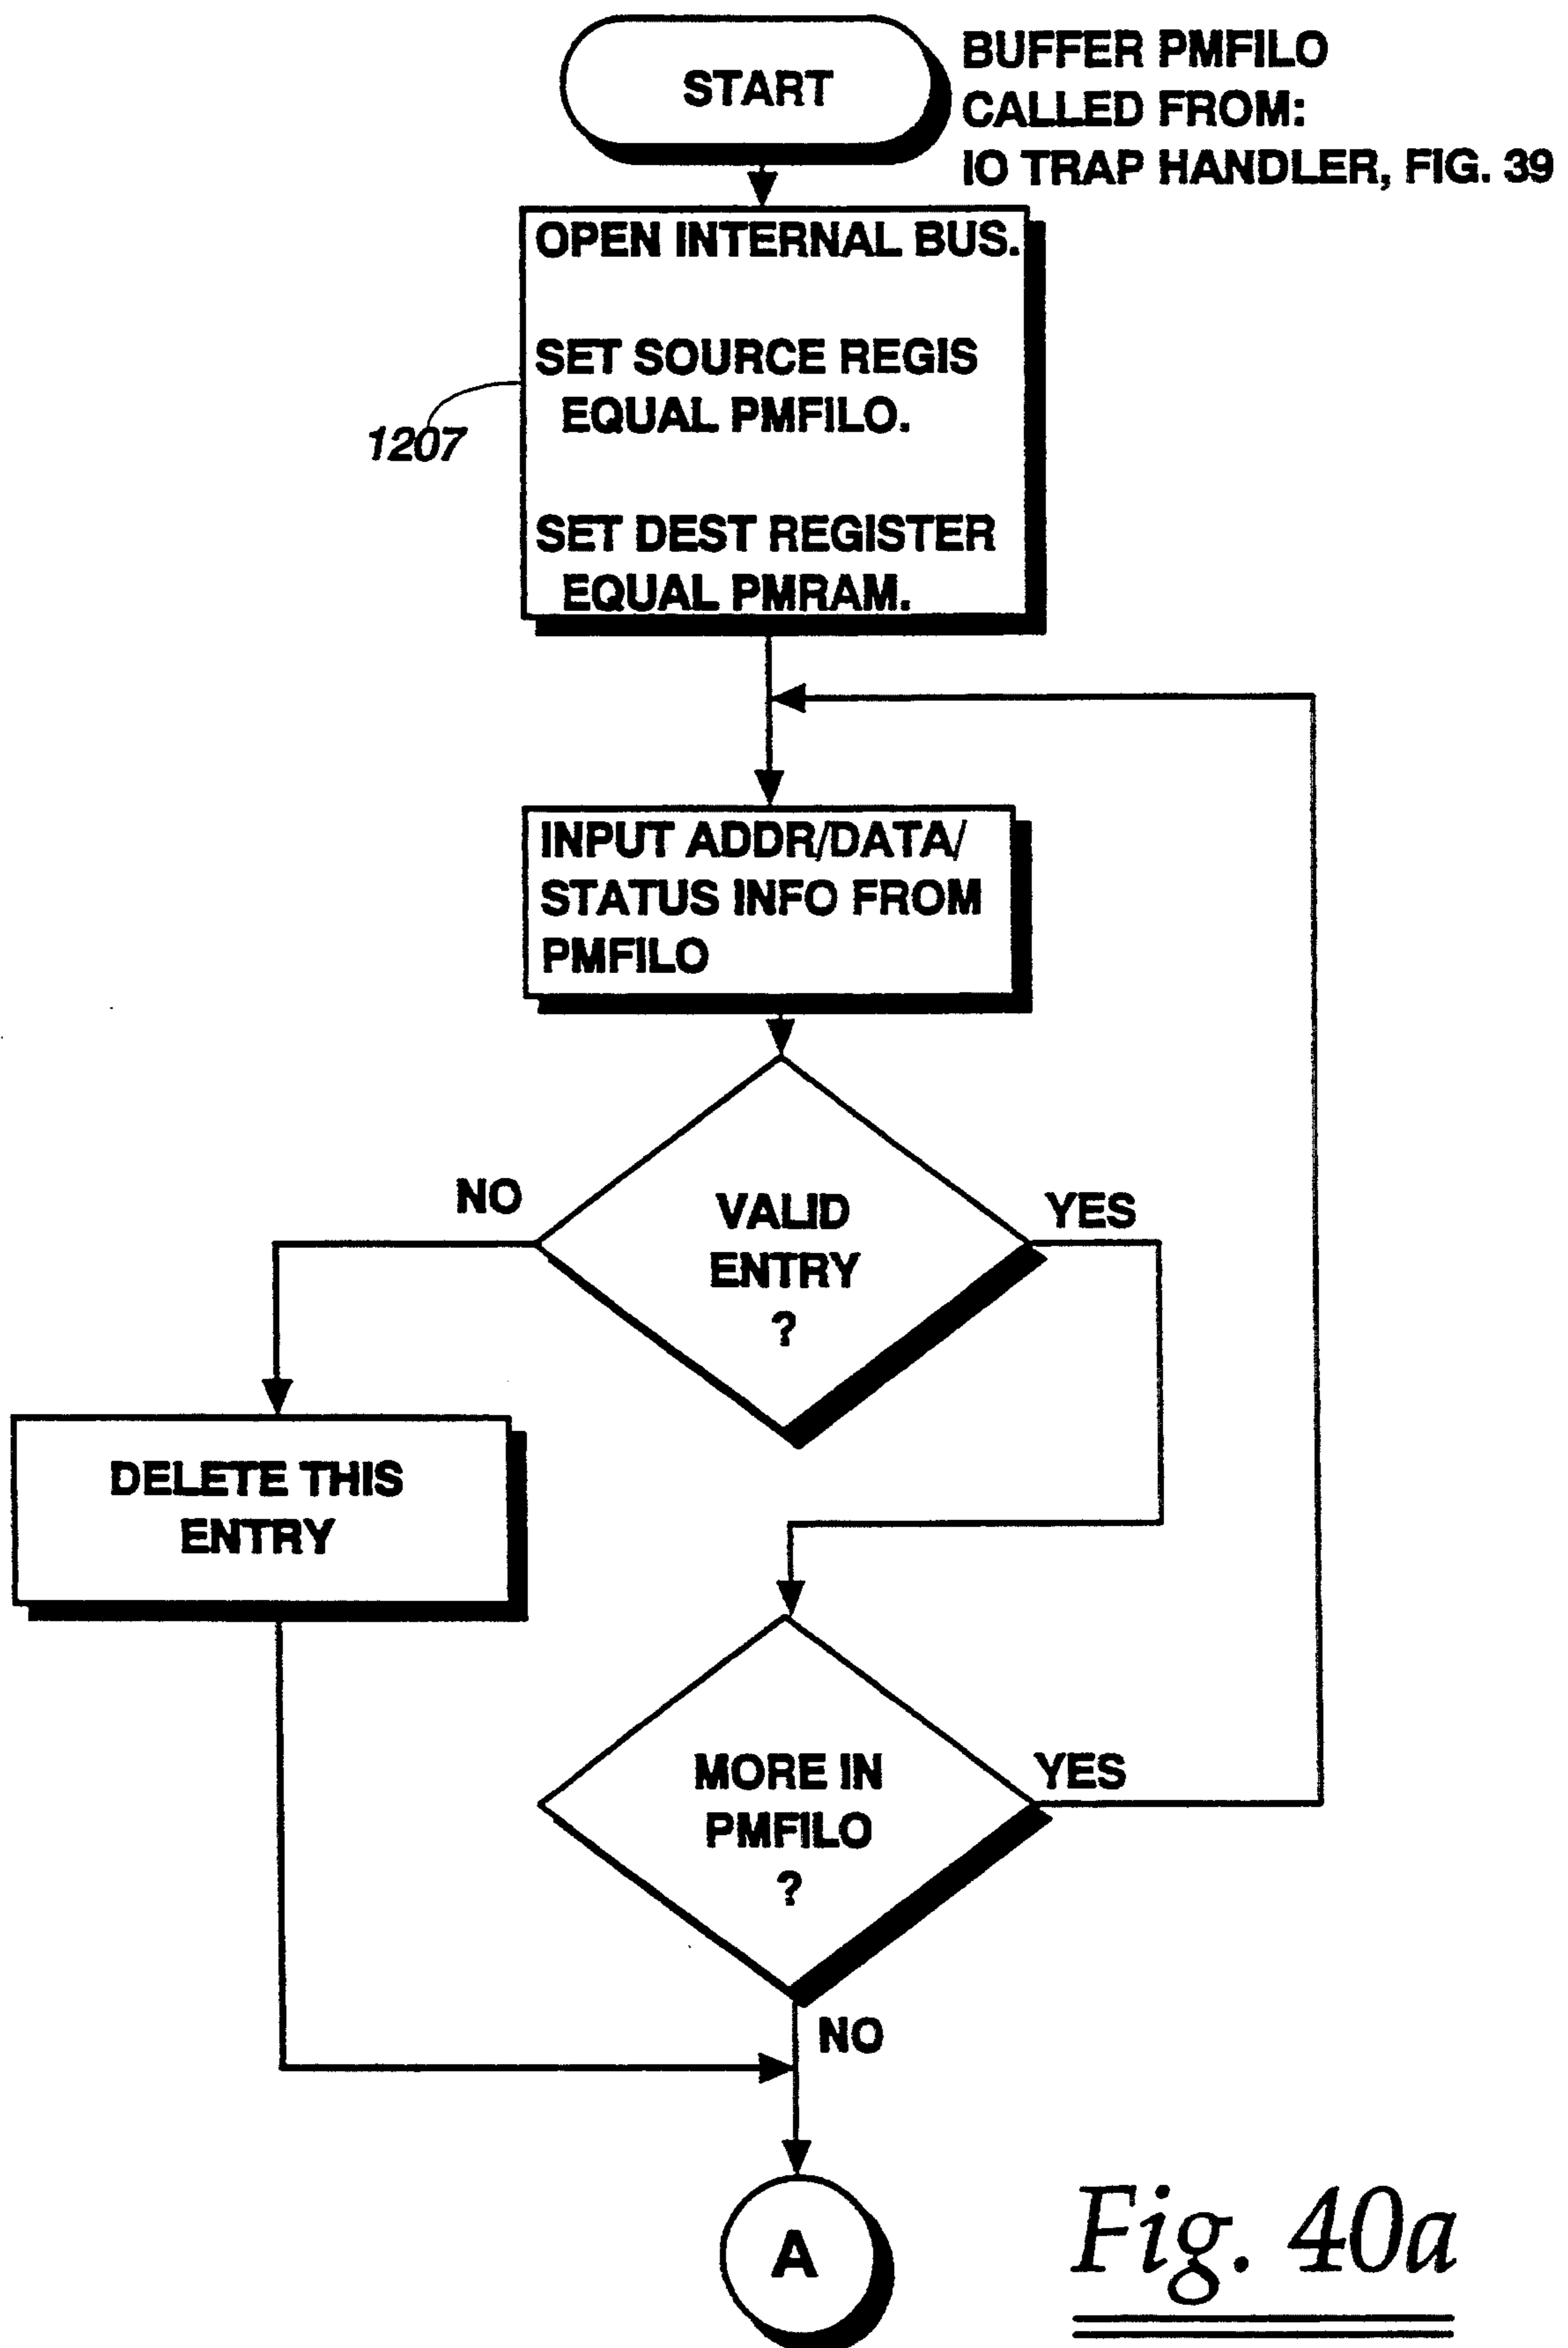 START
BUFFER PMFILO
CALLED FROM:
IO TRAP HANDLER, FIG. 39
OPEN INTERNAL BUS.
SET SOURCE REGIS
EQUAL PMFILO.
SET DEST REGISTER
EQUAL PMRAM.
1207
INPUT ADDR/DATA/
STATUS INFO FROM
PMFILO
NO
VALID
ENTRY
?
YES
DELETE THIS
ENTRY
MORE IN
PMFILO
?
YES
NO
A
Fig. 40a